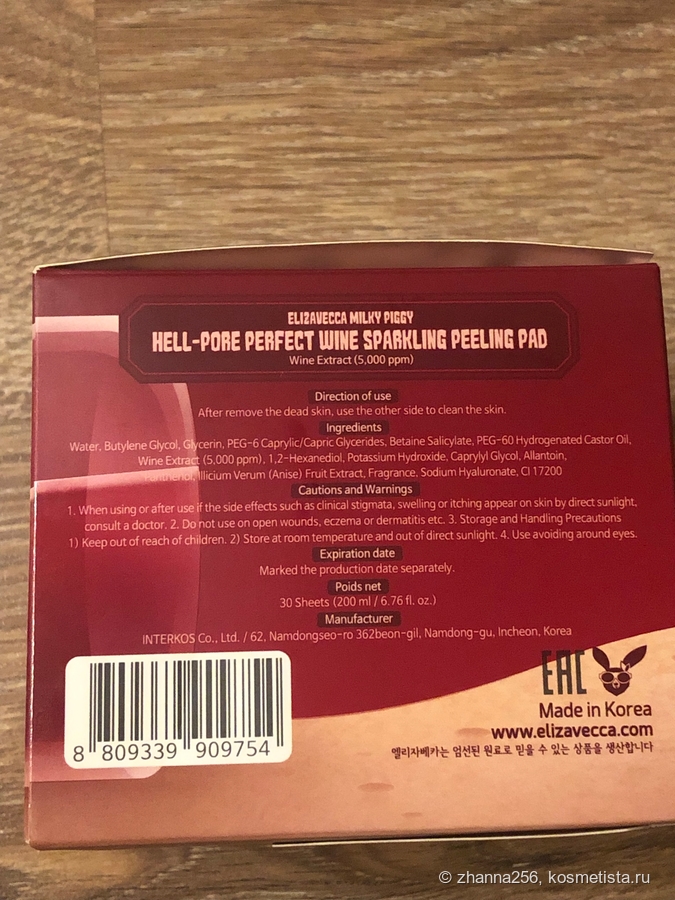 ELIZAVECCA MILKY PIGGY
HELL-PORE PERFECT WINE SPARKLING PEELING PAD
Wine Extract (5,000 ppm)
Direction of use
After remove the dead skin, use the other side to clean the skin.
Ingredients
Water, Butylene Glycol, Glycerin, PEG-6 Caprylic/Capric Glycerides, Betaine Salicylate, PEG-60 Hydrogenated Castor Oil,
Wine Extract (5,000 ppm), 1,2-Hexanediol, Potassium Hydroxide, Caprylyl Glycol, Allantoin,
Panthenol, Illicium Verum (Anise) Fruit Extract, Fragrance, Sodium Hyaluronate, CI 17200
Cautions and Warnings
1. When using or after use if the side effects such as clinical stigmata, swelling or itching appear on skin by direct sunlight,
consult a doctor. 2. Do not use on open wounds, eczema or dermatitis etc. 3. Storage and Handling Precautions
1) Keep out of reach of children. 2) Store at room temperature and out of direct sunlight. 4. Use avoiding around eyes.
Expiration date
Marked the production date separately.
Poids net
30 Sheets (200 ml / 6.76 fl. oz.)
Manufacturer
INTERKOS Co., Ltd. / 62, Namdongseo-ro 362beon-gil, Namdong-gu, Incheon, Korea
EAC
Made in Korea
www.elizavecca.com
엘리자베카는 엄선된 원료로 믿을 수 있는 상품을 생산합니다
8 809339 909754
© zhanna256, kosmetista.ru